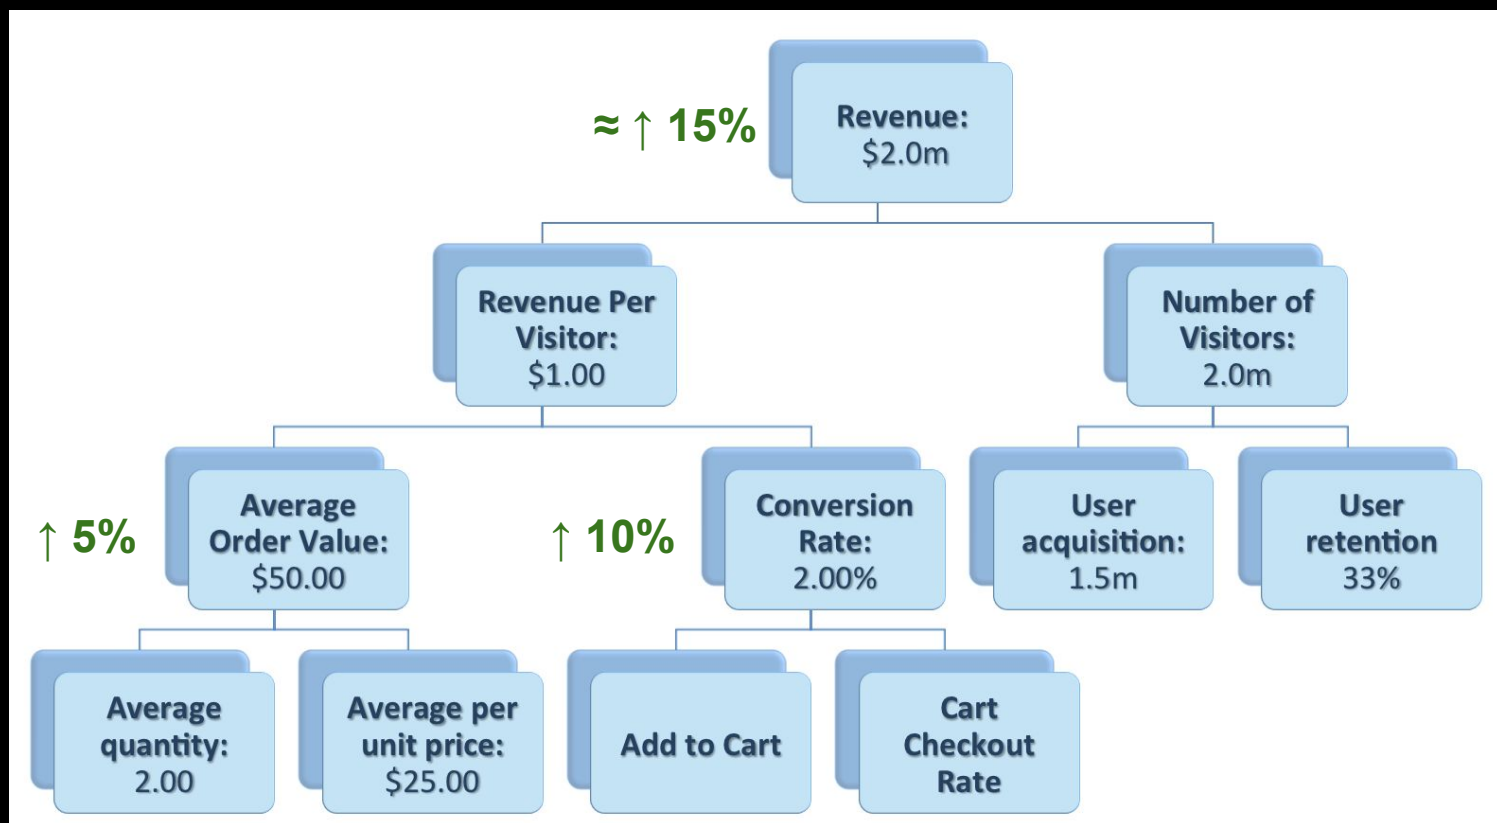 ≈ ↑ 15%
Revenue:
$2.0m
Revenue Per
Visitor:
$1.00
Number of
Visitors:
2.0m
↑ 5%
Average
Order Value:
$50.00
↑ 10%
Conversion
Rate:
2.00%
User
acquisition:
1.5m
User
retention
33%
Average
quantity:
2.00
Average per
unit price:
$25.00
Add to Cart
Cart
Checkout
Rate